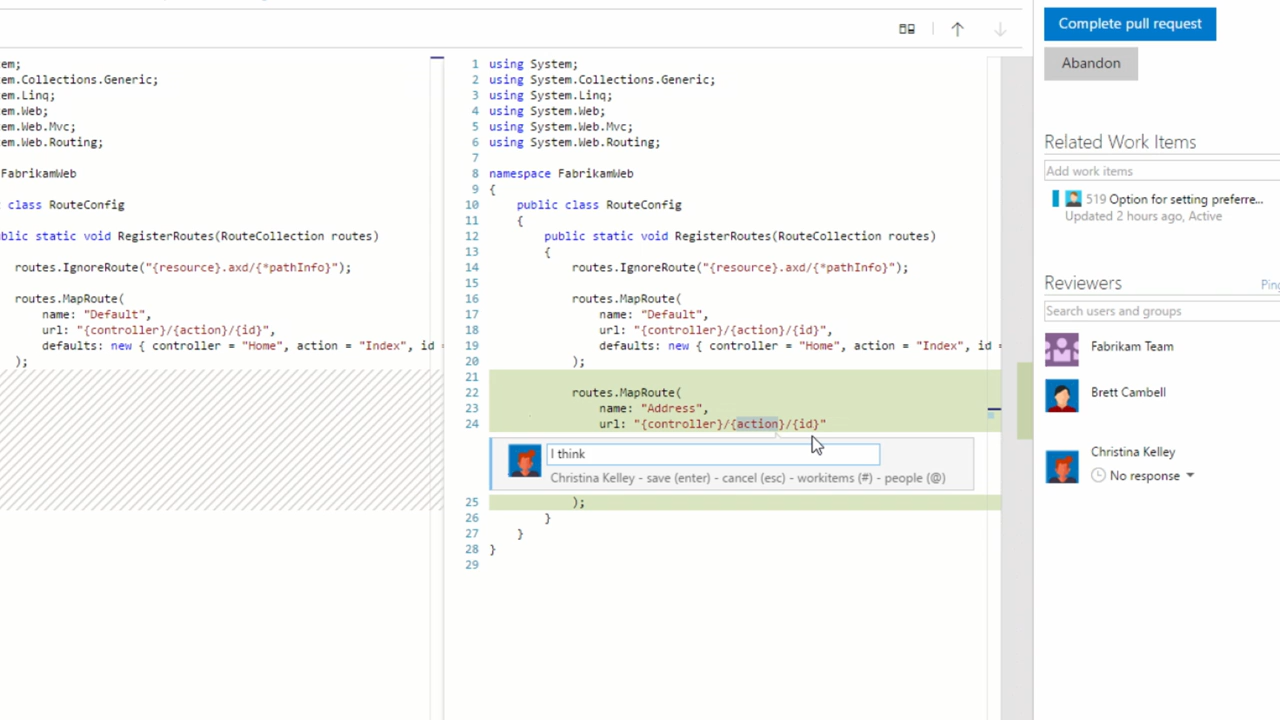 tem;
tem.Collections.Generic;
tem.Linq;
tem.Web;
tem.Web.Mvc;
tem.Web.Routing;
FabrikamWeb
class RouteConfig
blic static void RegisterRoutes(RouteCollection routes)
routes.IgnoreRoute("{resource}.axd/{*pathInfo}");
routes.MapRoute(
name: "Default",
url: "{controller}/{action}/{id}",
defaults: new { controller = "Home", action = "Index", id =
);
1 using System;
2 using System.Collections.Generic;
3 using System.Linq;
4 using System.Web;
5 using System.Web.Mvc;
6 using System.Web.Routing;
7
8 namespace FabrikamWeb
9 {
10 public class RouteConfig
11 {
12 public static void RegisterRoutes(RouteCollection routes)
13 {
14 routes.IgnoreRoute("{resource}.axd/{*pathInfo}");
15
16 routes.MapRoute(
17 name: "Default",
18 url: "{controller}/{action}/{id}",
19 defaults: new { controller = "Home", action = "Index", id =
20 );
21
22 routes.MapRoute(
23 name: "Address",
24 url: "{controller}/{action}/{id}"
I think
Christina Kelley - save (enter) - cancel (esc) - workitems (#) - people (@)
25 );
26 }
27 }
28 }
29
Complete pull request
Abandon
Related Work Items
Add work items
519 Option for setting preferre...
Updated 2 hours ago, Active
Reviewers
Search users and groups
Fabrikam Team
Brett Cambell
Christina Kelley
No response